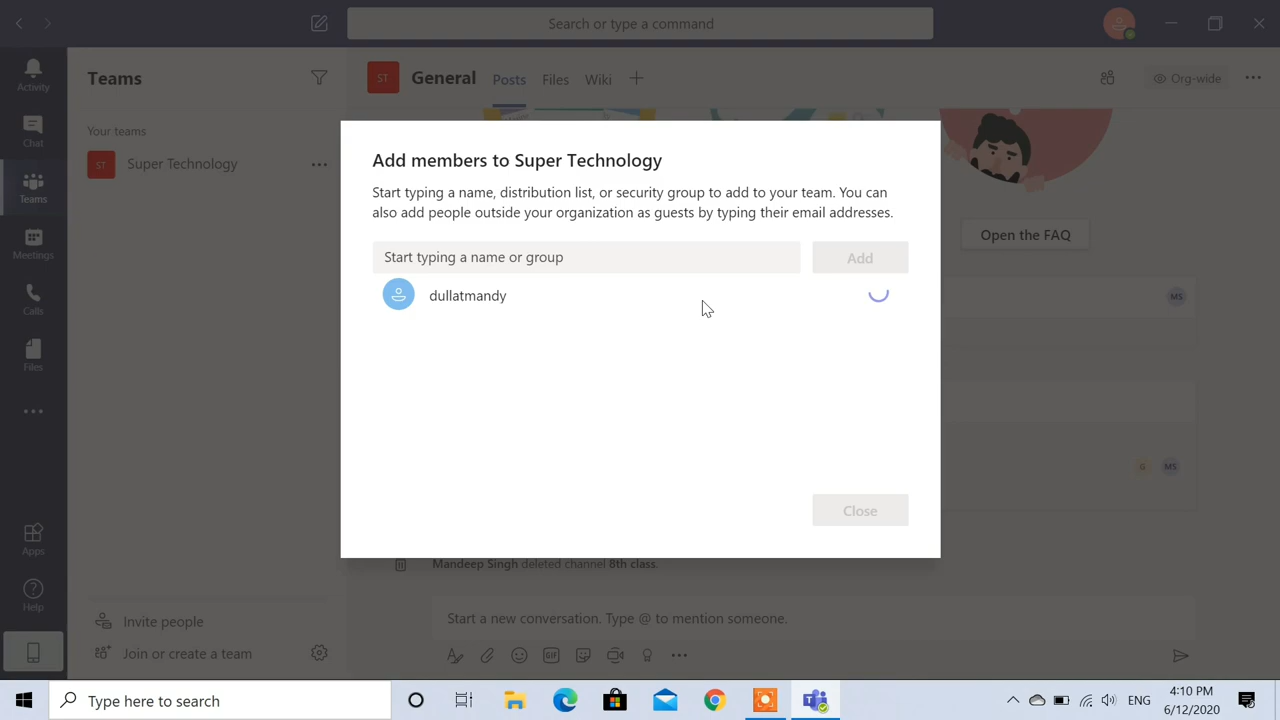 Search or type a command
Activity
Chat
Teams
Meetings
Calls
Files
Apps
Help
Teams
Your teams
ST
Super Technology
Invite people
Join or create a team
ST
General
Posts
Files
Wiki
Org-wide
Open the FAQ
MS
G
MS
Add members to Super Technology
Start typing a name, distribution list, or security group to add to your team. You can
also add people outside your organization as guests by typing their email addresses.
Start typing a name or group
Add
dullatmandy
Close
Mandeep Singh deleted channel 8th class.
Start a new conversation. Type @ to mention someone.
GIF
Type here to search
ENG
4:10 PM
6/12/2020